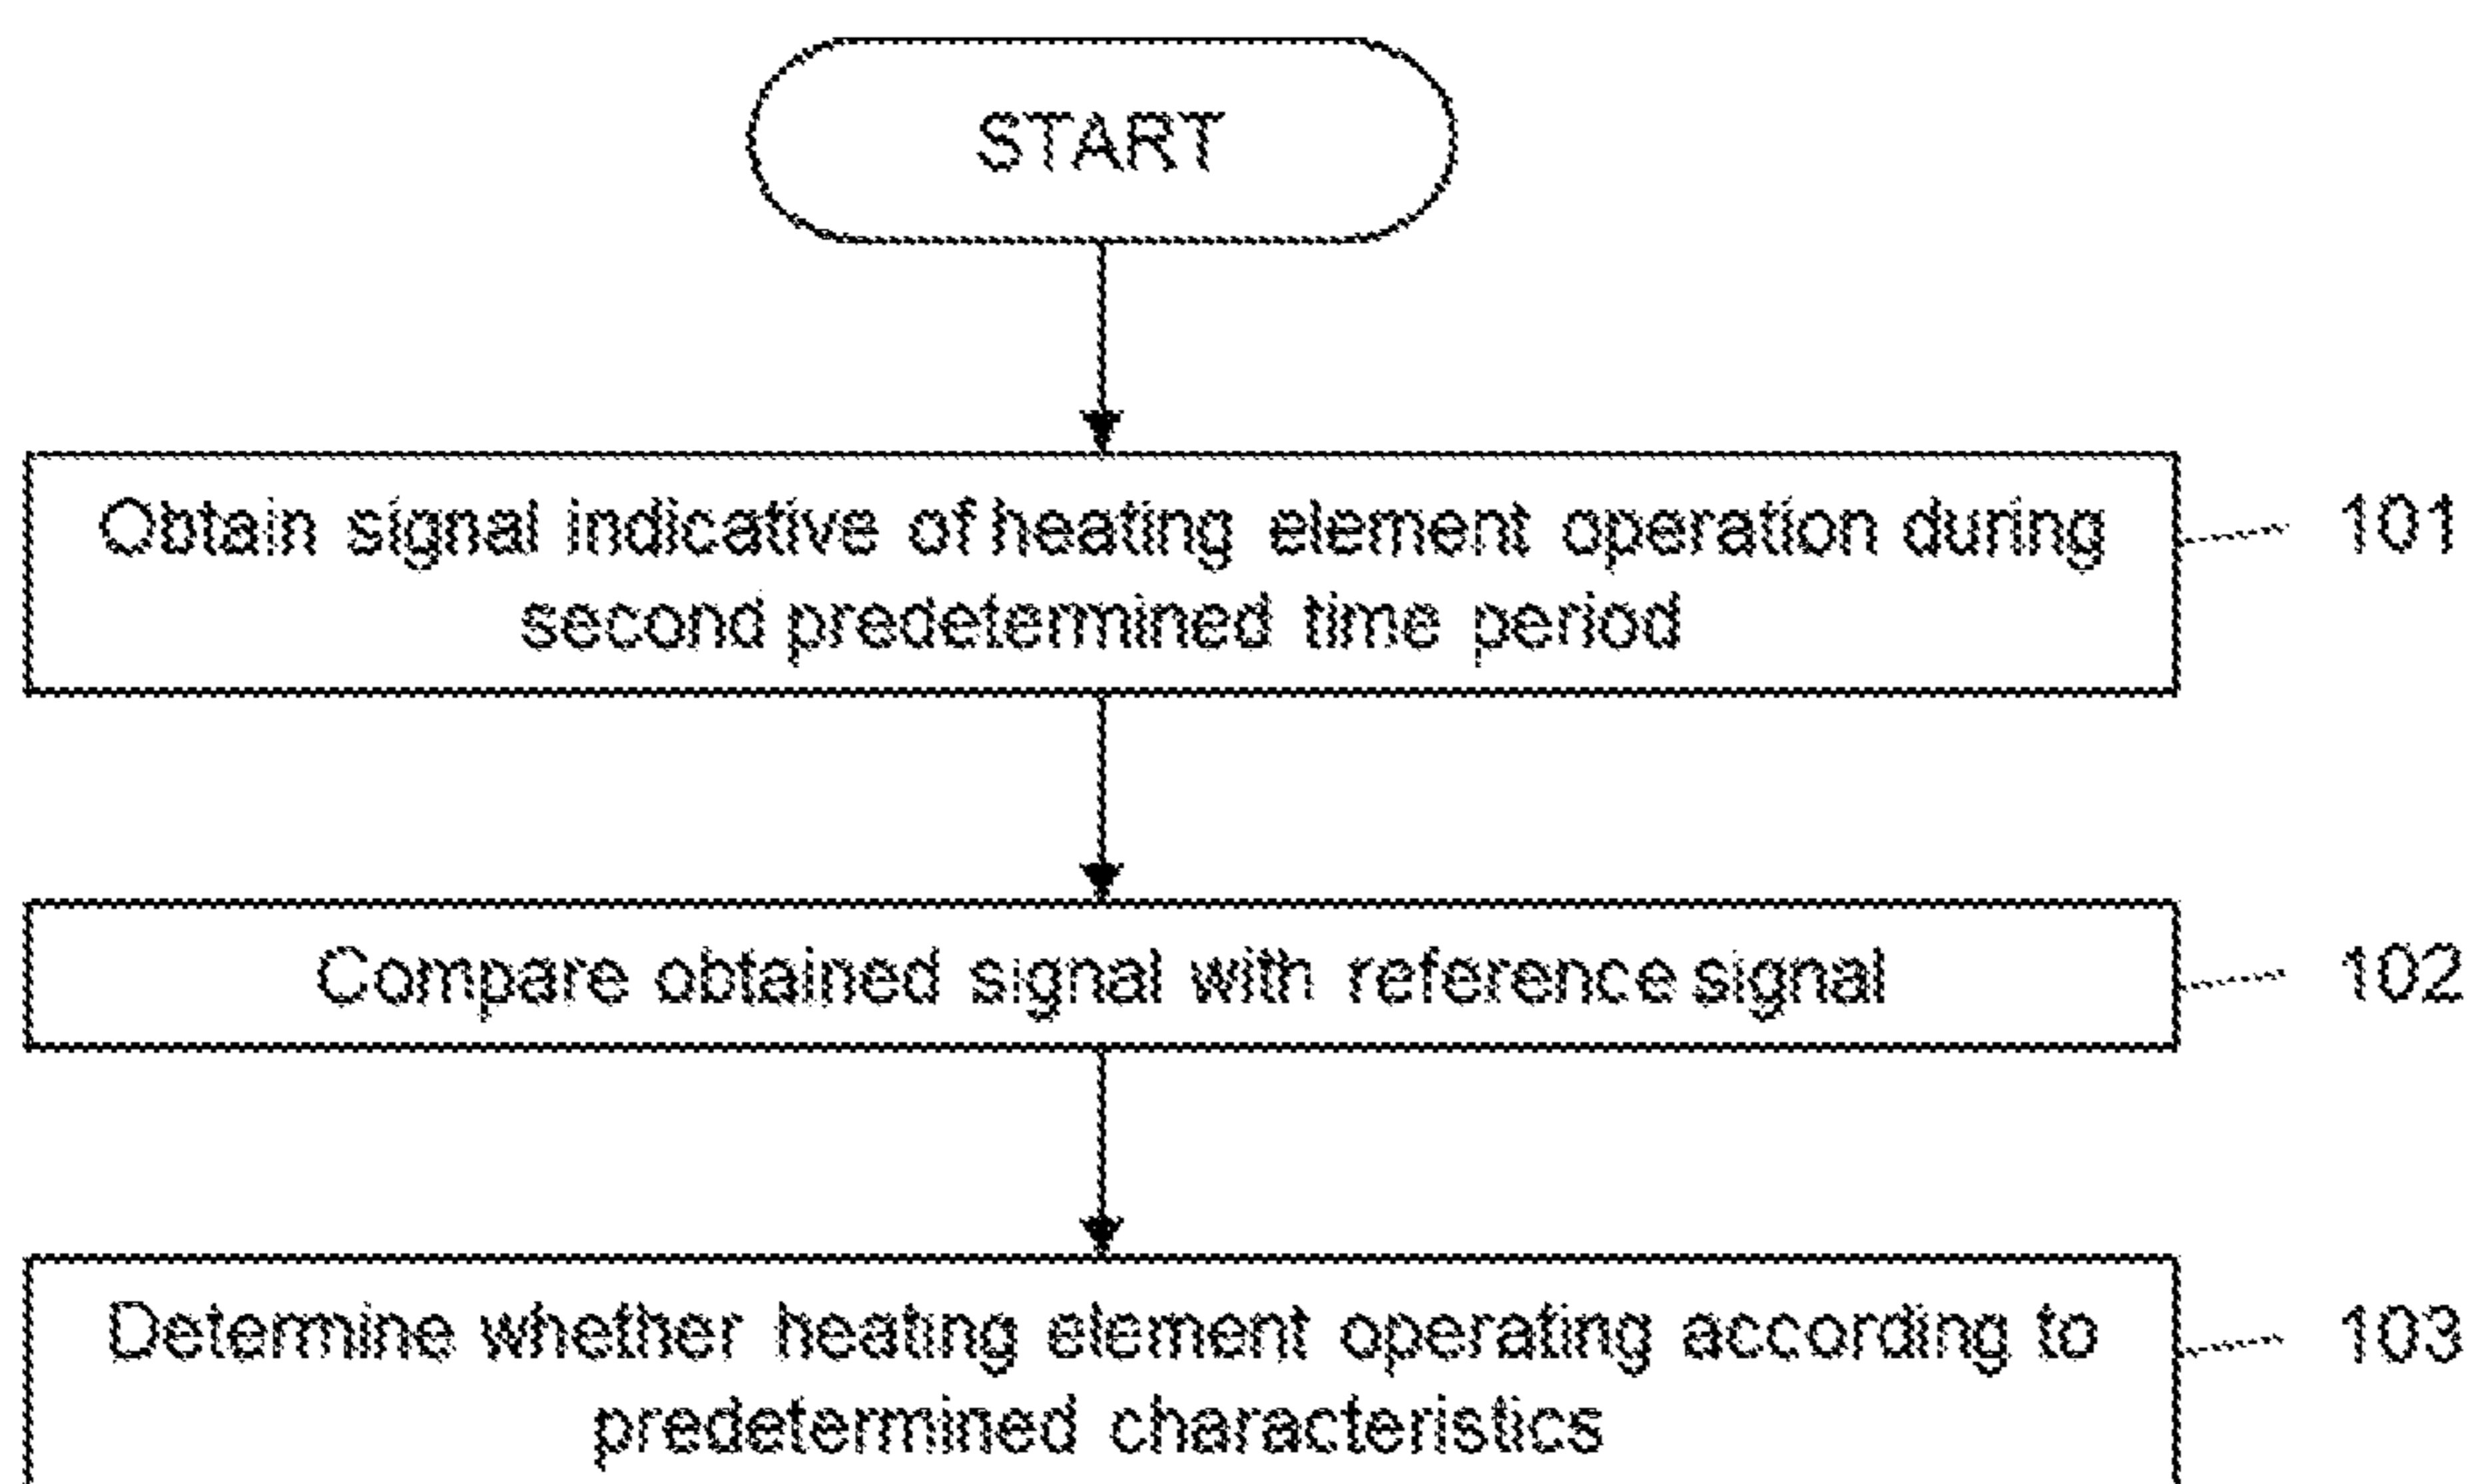 START
Obtain signal indicative of heating element operation during
second predetermined time period
101
Compare obtained signal with reference signal
102
Determine whether heating element operating according to
predetermined characteristics
103